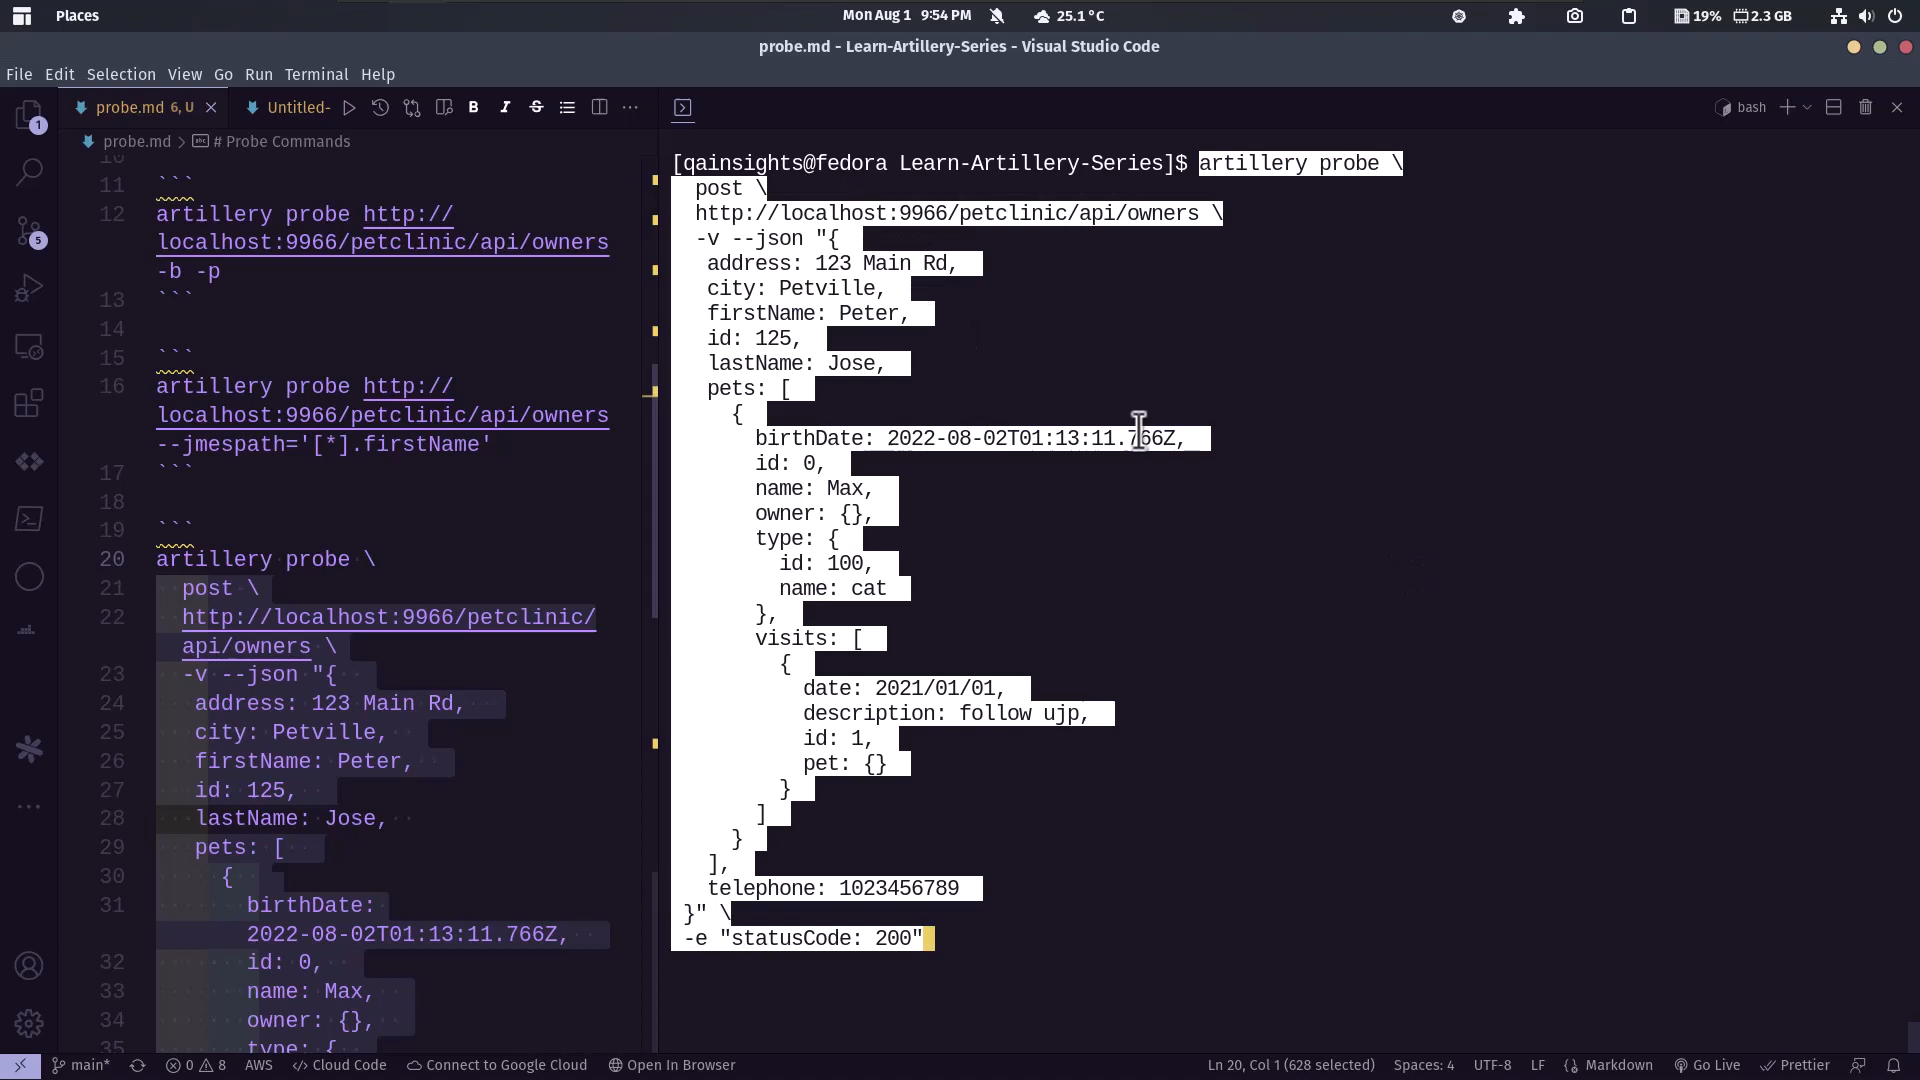 Places
Mon Aug 1 9:54 PM
25.1 °C
19%
2.3 GB
probe.md - Learn-Artillery-Series - Visual Studio Code
File Edit Selection View Go Run Terminal Help
probe.md 6, U
Untitled-
B
bash
probe.md > # Probe Commands
1
5
11 ```
12 artillery probe http://
localhost:9966/petclinic/api/owners
-b -p
13 ```
14
15 ```
16 artillery probe http://
localhost:9966/petclinic/api/owners
--jmespath='[*].firstName'
17 ```
18
19 ```
20 artillery probe \
21 post \
22 http://localhost:9966/petclinic/
api/owners \
23 -v --json "{
24 address: 123 Main Rd,
25 city: Petville,
26 firstName: Peter,
27 id: 125,
28 lastName: Jose,
29 pets: [
30 {
31 birthDate:
2022-08-02T01:13:11.766Z,
32 id: 0,
33 name: Max,
34 owner: {},
35 type: {
[qainsights@fedora Learn-Artillery-Series]$ artillery probe \
post \
http://localhost:9966/petclinic/api/owners \
-v --json "{
address: 123 Main Rd,
city: Petville,
firstName: Peter,
id: 125,
lastName: Jose,
pets: [
{
birthDate: 2022-08-02T01:13:11.766Z,
id: 0,
name: Max,
owner: {},
type: {
id: 100,
name: cat
},
visits: [
{
date: 2021/01/01,
description: follow ujp,
id: 1,
pet: {}
}
]
}
],
telephone: 1023456789
}" \
-e "statusCode: 200"
main*
0 8
AWS
Cloud Code
Connect to Google Cloud
Open In Browser
Ln 20, Col 1 (628 selected)
Spaces: 4
UTF-8
LF
Markdown
Go Live
Prettier